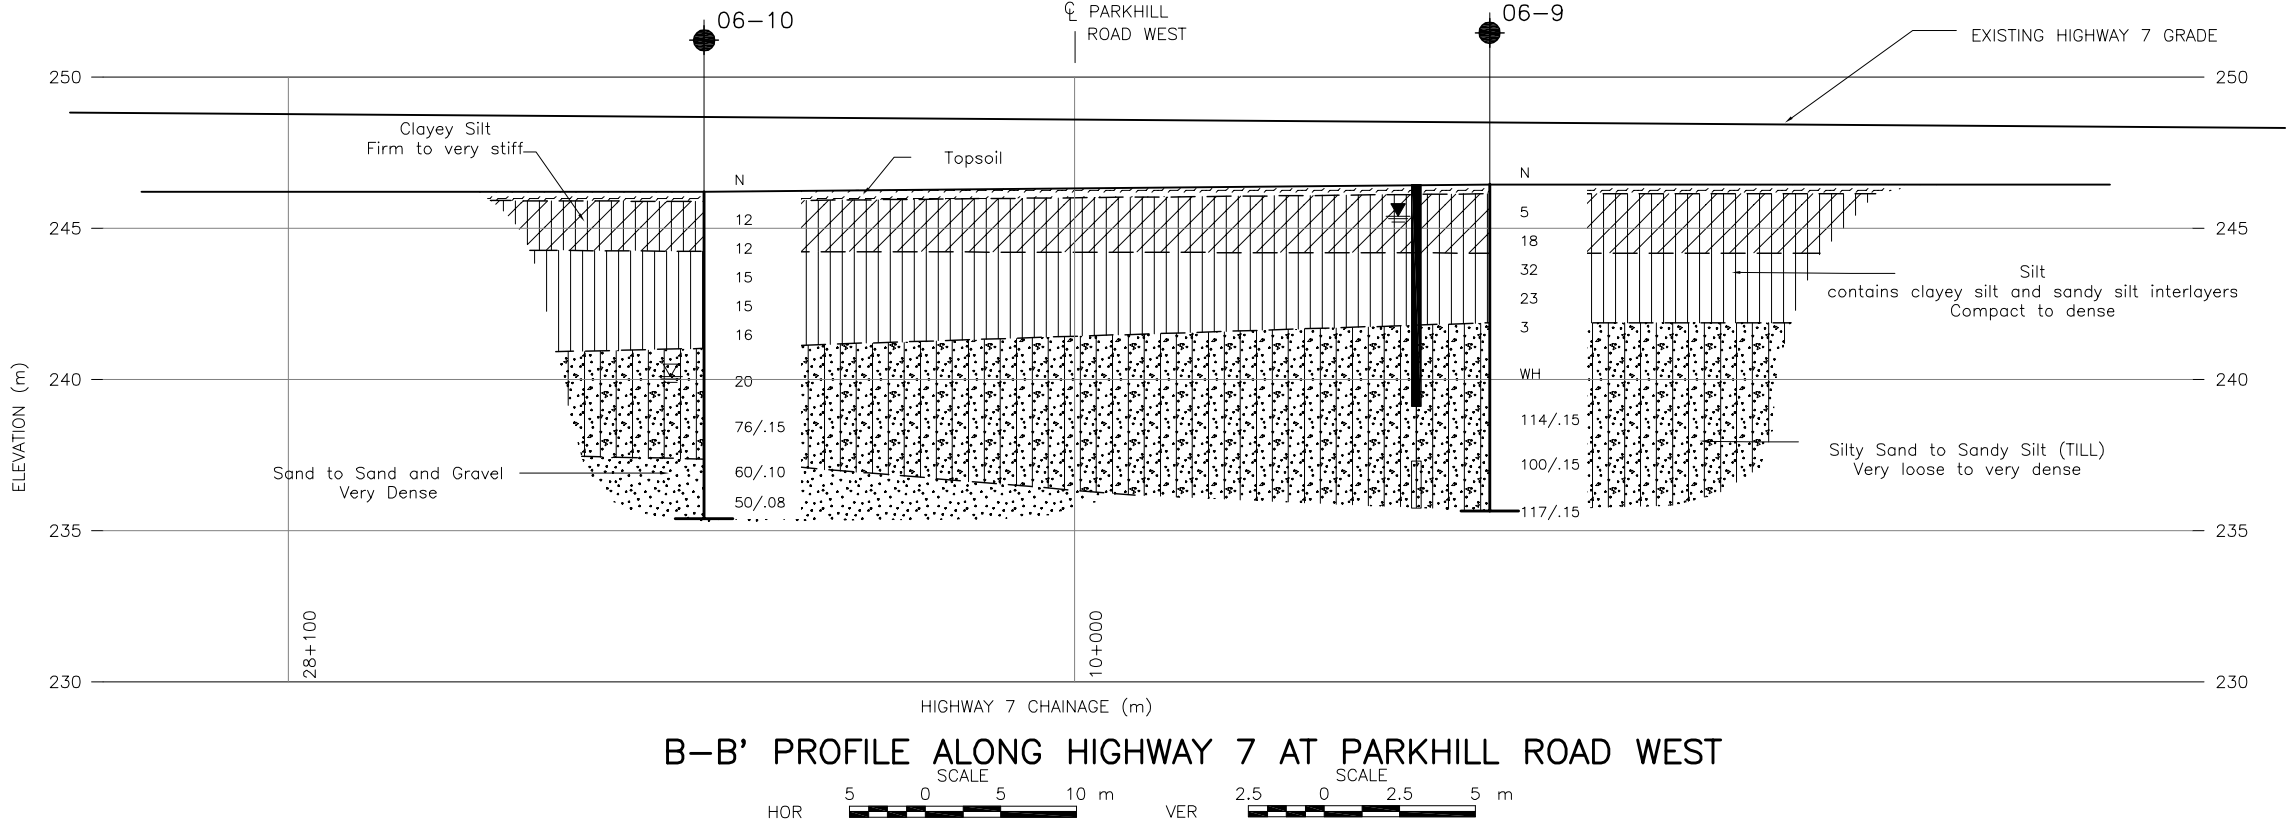 06-10
℄ PARKHILL
ROAD WEST
06-9
EXISTING HIGHWAY 7 GRADE
250
250
Clayey Silt
Firm to very stiff
Topsoil
N
N
12
5
245
245
12
18
15
32
Silt
contains clayey silt and sandy silt interlayers
Compact to dense
15
23
16
3
ELEVATION (m)
240
20
WH
240
76/.15
114/.15
Silty Sand to Sandy Silt (TILL)
Very loose to very dense
Sand to Sand and Gravel
Very Dense
60/.10
100/.15
50/.08
117/.15
235
235
28+100
10+000
230
230
HIGHWAY 7 CHAINAGE (m)
B-B' PROFILE ALONG HIGHWAY 7 AT PARKHILL ROAD WEST
SCALE
HOR 5 0 5 10 m
SCALE
VER 2.5 0 2.5 5 m